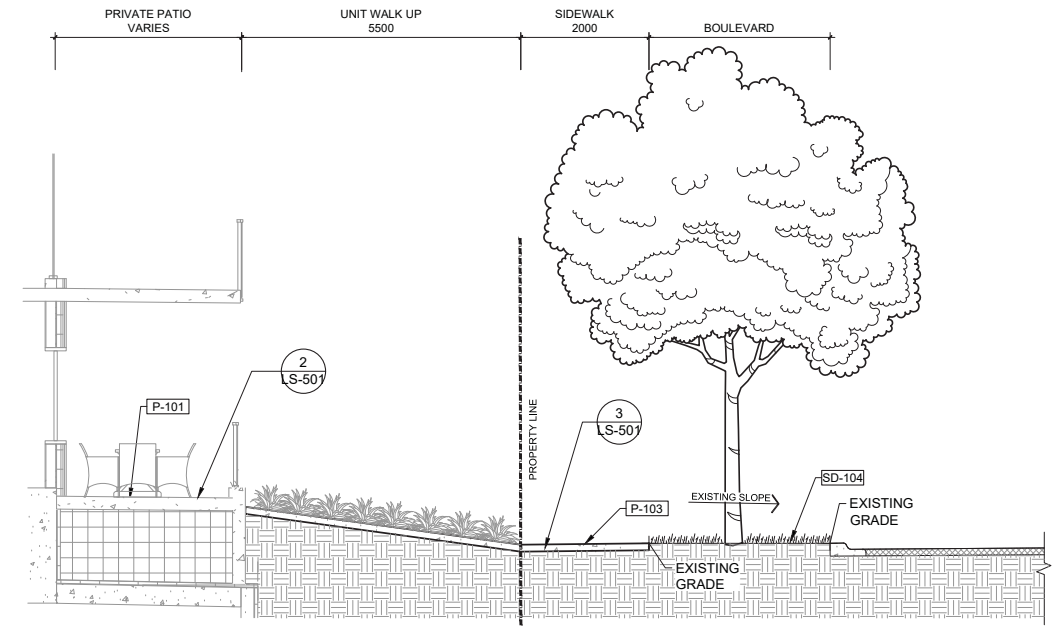 PRIVATE PATIO
VARIES
UNIT WALK UP
5500
SIDEWALK
2000
BOULEVARD
2
LS-501
P-101
PROPERTY LINE
3
LS-501
P-103
EXISTING SLOPE
SD-104
EXISTING
GRADE
EXISTING
GRADE